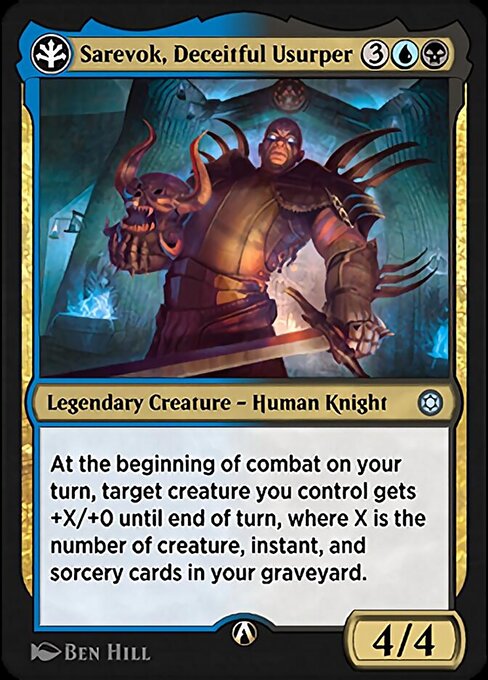 Sarevok, Deceitful Usurper 3
Legendary Creature – Human Knight
At the beginning of combat on your
turn, target creature you control gets
+X/+0 until end of turn, where X is the
number of creature, instant, and
sorcery cards in your graveyard.
Ben Hill
4/4